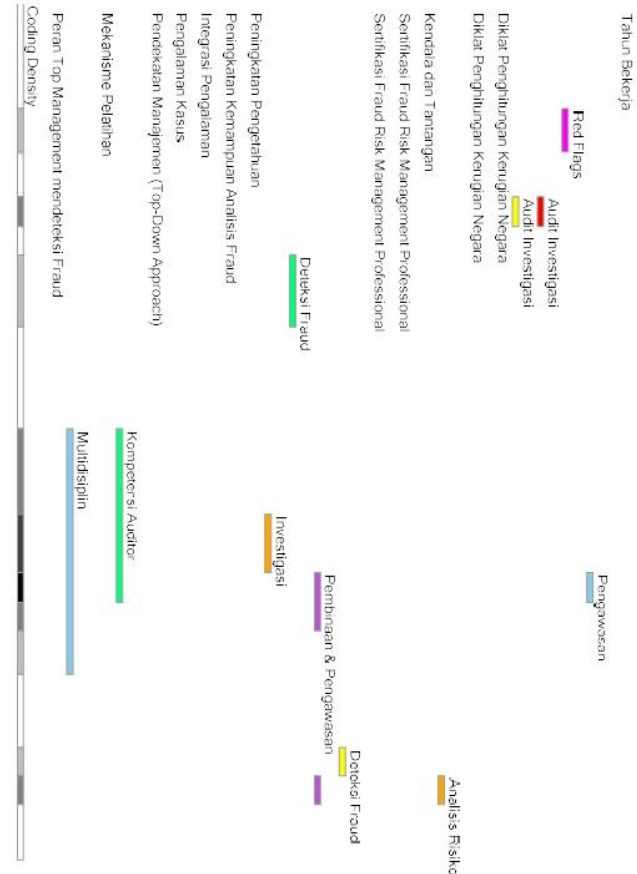 Tahun Bekerja
Pengawasan
Red Flags
Audit Investigasi
Audit Investigasi
Diklat Penghitungan Kerugian Negara
Diklat Penghitungan Kerugian Negara
Analisis Risiko
Kendala dan Tantangan
Sertifikasi Fraud Risk Management Professional
Sertifikasi Fraud Risk Management Professional
Deteksi Fraud
Pembinaan & Pengawasan
Deteksi Fraud
Investigasi
Peningkatan Pengetahuan
Peningkatan Kemampuan Analisis Fraud
Integrasi Pengalaman
Pengalaman Kasus
Pendekatan Manajemen (Top-Down Approach)
Kompetensi Auditor
Mekanisme Pelatihan
Multidisiplin
Peran Top Management mendeteksi Fraud
Coding Density